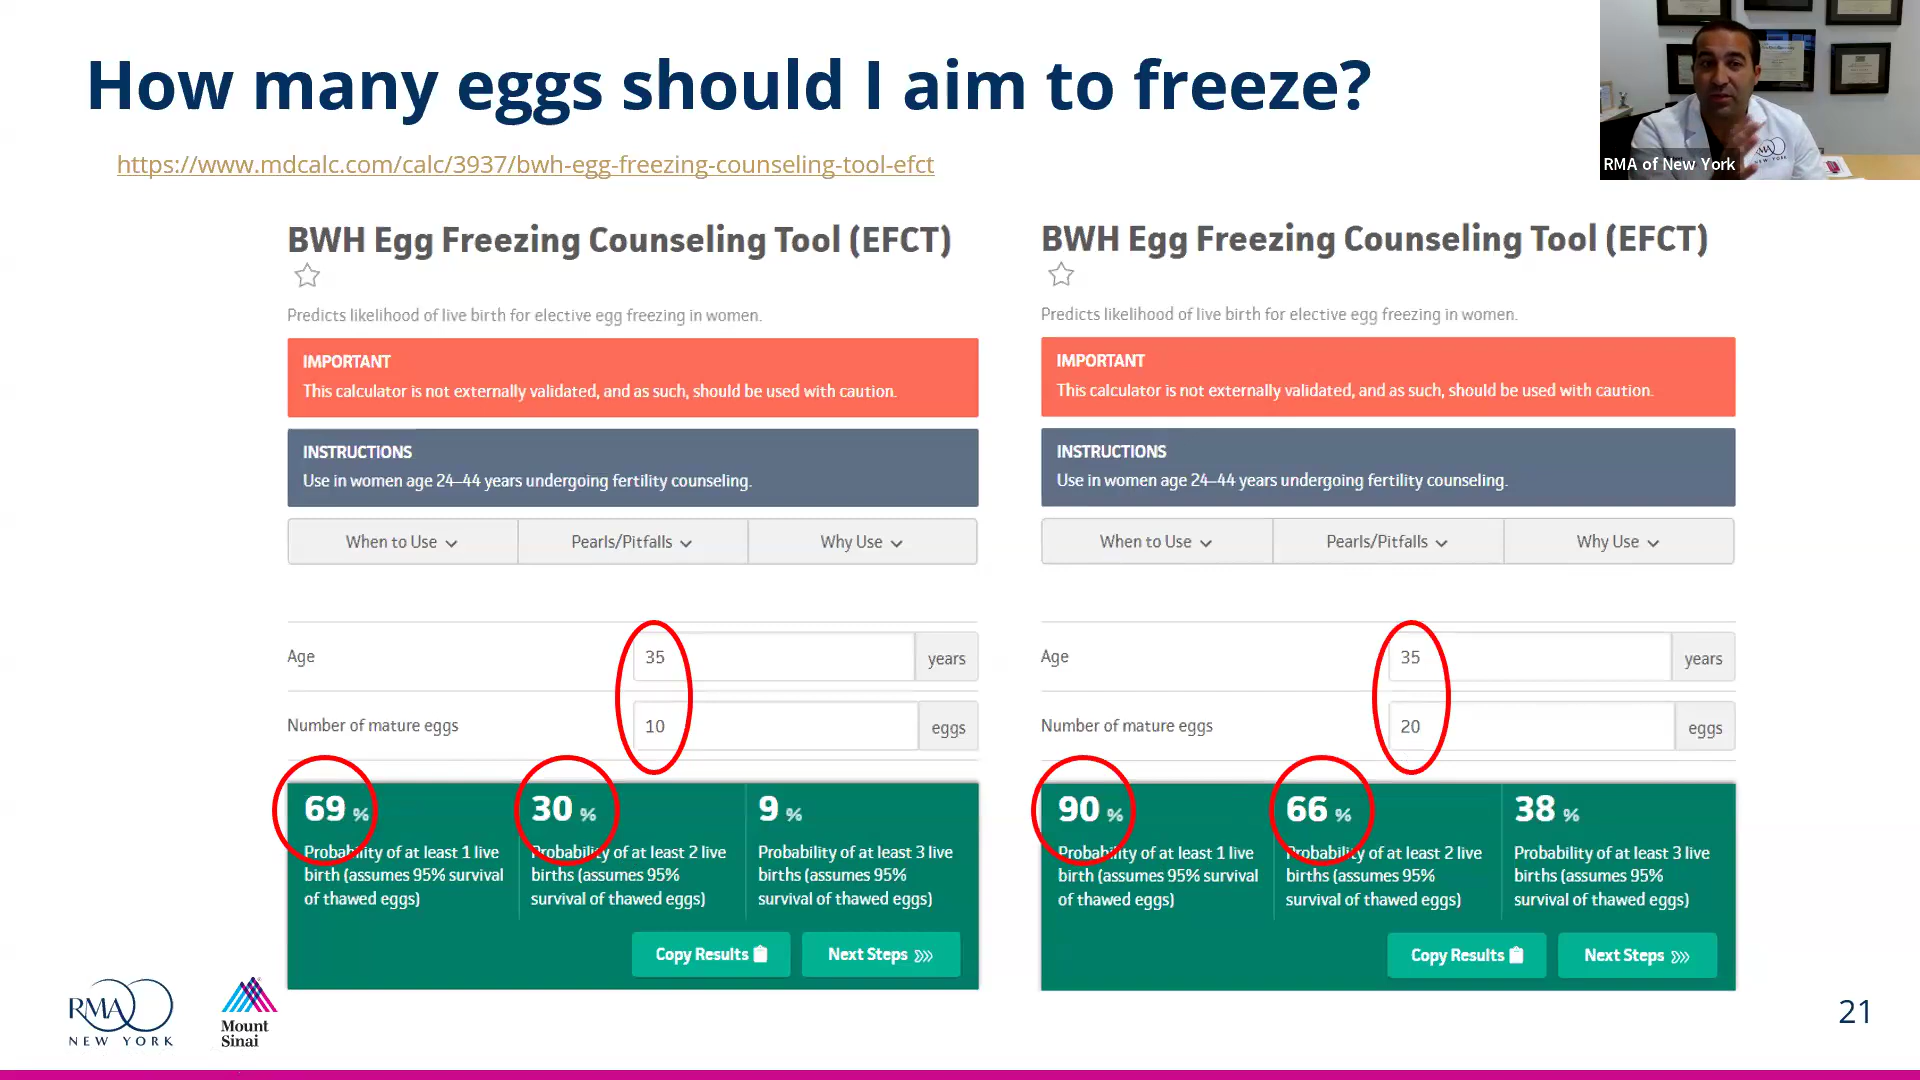 How many eggs should I aim to freeze?
https://www.mdcalc.com/calc/3937/bwh-egg-freezing-counseling-tool-efct
RMA of New York
RMA
NEW YORK
BWH Egg Freezing Counseling Tool (EFCT)
Predicts likelihood of live birth for elective egg freezing in women.
IMPORTANT
This calculator is not externally validated, and as such, should be used with caution.
INSTRUCTIONS
Use in women age 24–44 years undergoing fertility counseling.
When to Use
Pearls/Pitfalls
Why Use
Age
35
years
Number of mature eggs
10
eggs
69 %
Probability of at least 1 live
birth (assumes 95% survival
of thawed eggs)
30 %
Probability of at least 2 live
births (assumes 95%
survival of thawed eggs)
9 %
Probability of at least 3 live
births (assumes 95%
survival of thawed eggs)
Copy Results
Next Steps
BWH Egg Freezing Counseling Tool (EFCT)
Predicts likelihood of live birth for elective egg freezing in women.
IMPORTANT
This calculator is not externally validated, and as such, should be used with caution.
INSTRUCTIONS
Use in women age 24–44 years undergoing fertility counseling.
When to Use
Pearls/Pitfalls
Why Use
Age
35
years
Number of mature eggs
20
eggs
90 %
Probability of at least 1 live
birth (assumes 95% survival
of thawed eggs)
66 %
Probability of at least 2 live
births (assumes 95%
survival of thawed eggs)
38 %
Probability of at least 3 live
births (assumes 95%
survival of thawed eggs)
Copy Results
Next Steps
RMA
NEW YORK
Mount
Sinai
21